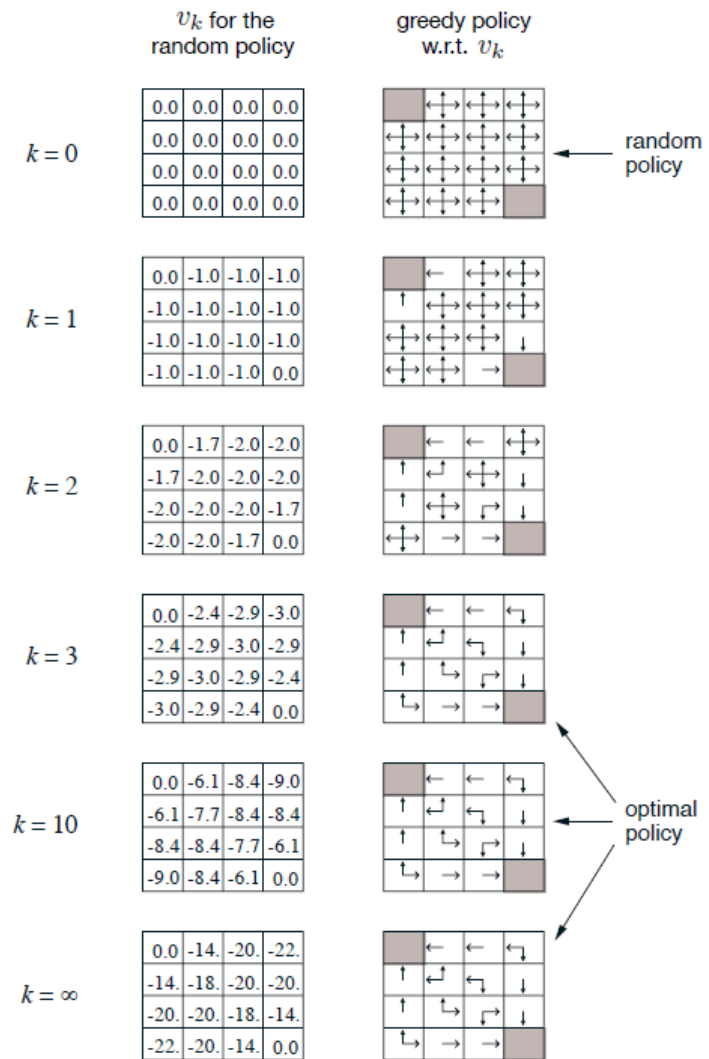 v_k for the random policy
greedy policy w.r.t. v_k
k = 0
0.0 0.0 0.0 0.0
0.0 0.0 0.0 0.0
0.0 0.0 0.0 0.0
0.0 0.0 0.0 0.0
random policy
k = 1
0.0 -1.0 -1.0 -1.0
-1.0 -1.0 -1.0 -1.0
-1.0 -1.0 -1.0 -1.0
-1.0 -1.0 -1.0 0.0
k = 2
0.0 -1.7 -2.0 -2.0
-1.7 -2.0 -2.0 -2.0
-2.0 -2.0 -2.0 -1.7
-2.0 -2.0 -1.7 0.0
k = 3
0.0 -2.4 -2.9 -3.0
-2.4 -2.9 -3.0 -2.9
-2.9 -3.0 -2.9 -2.4
-3.0 -2.9 -2.4 0.0
k = 10
0.0 -6.1 -8.4 -9.0
-6.1 -7.7 -8.4 -8.4
-8.4 -8.4 -7.7 -6.1
-9.0 -8.4 -6.1 0.0
optimal policy
k = ∞
0.0 -14. -20. -22.
-14. -18. -20. -20.
-20. -20. -18. -14.
-22. -20. -14. 0.0